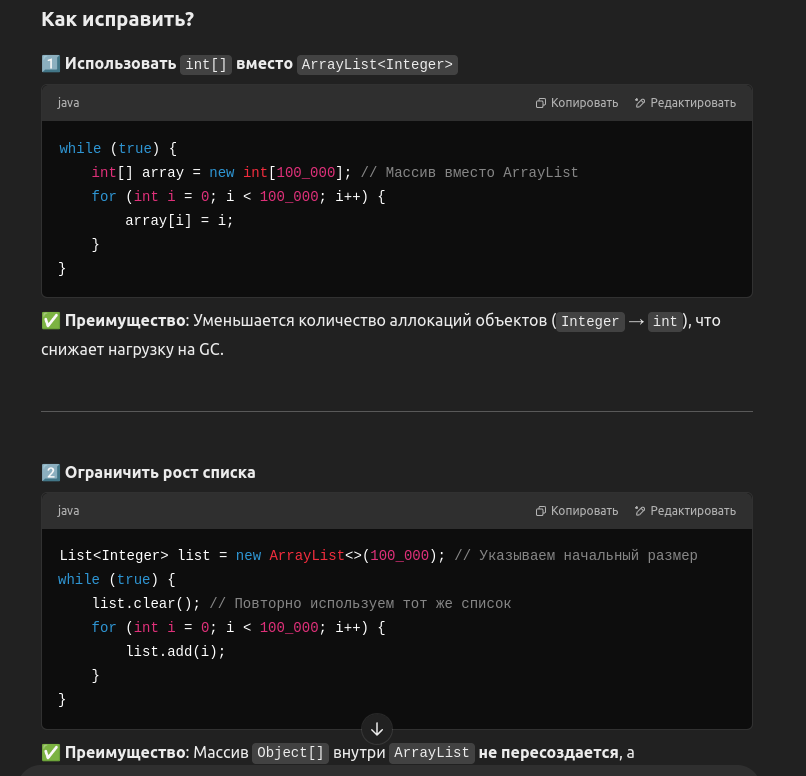 Как исправить?
1 Использовать int[] вместо ArrayList<Integer>
java Копировать Редактировать
while (true) {
    int[] array = new int[100_000]; // Массив вместо ArrayList
    for (int i = 0; i < 100_000; i++) {
        array[i] = i;
    }
}
✅ Преимущество: Уменьшается количество аллокаций объектов (Integer → int), что
снижает нагрузку на GC.
2 Ограничить рост списка
java Копировать Редактировать
List<Integer> list = new ArrayList<>(100_000); // Указываем начальный размер
while (true) {
    list.clear(); // Повторно используем тот же список
    for (int i = 0; i < 100_000; i++) {
        list.add(i);
    }
}
✅ Преимущество: Массив Object[] внутри ArrayList не пересоздается, а